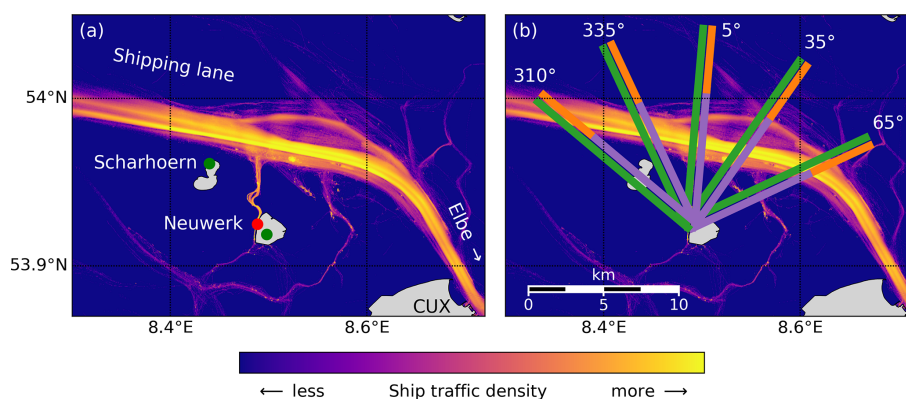 (a)
Shipping lane
54°N
Scharhoern
Neuwerk
Elbe →
53.9°N
CUX
8.4°E
8.6°E
(b)
310°
335°
5°
35°
65°
km
0 5 10
8.4°E
8.6°E
← less Ship traffic density more →